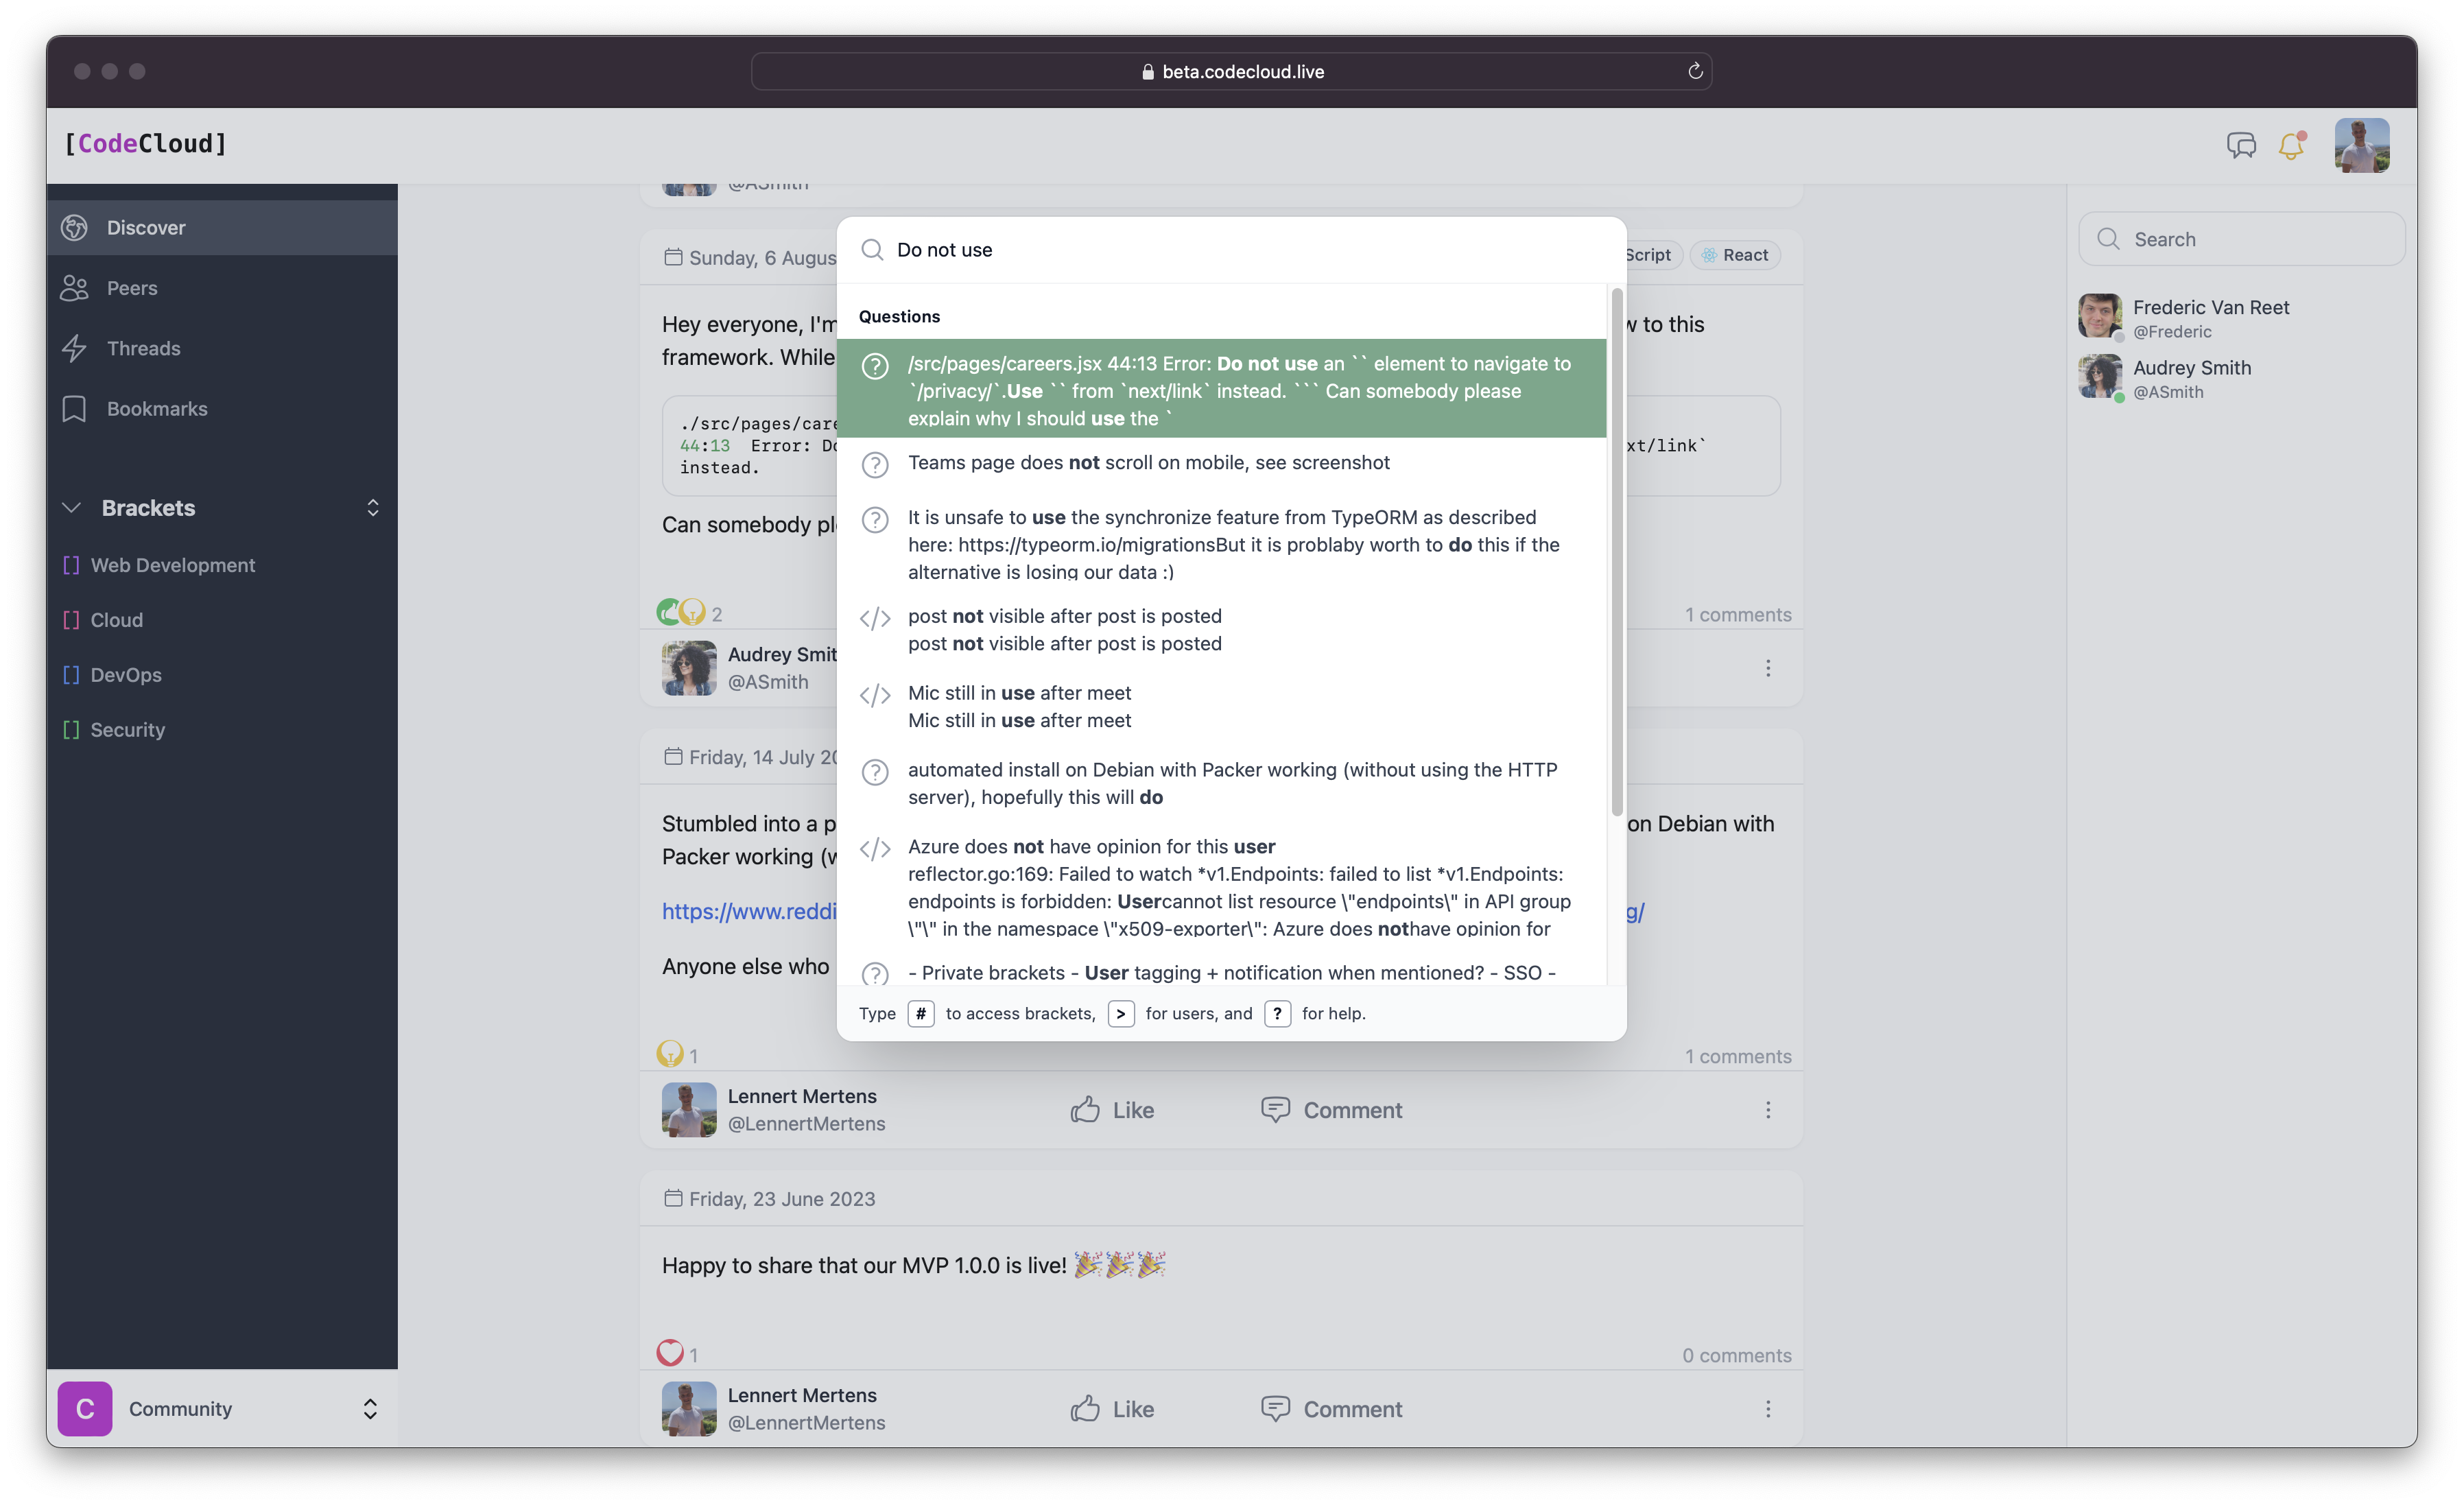 beta.codecloud.live
[CodeCloud]
Discover
Peers
Threads
Bookmarks
Brackets
[] Web Development
[] Cloud
[] DevOps
[] Security
C Community
@ASmith
Sunday, 6 Augus
Script
React
Hey everyone, I'm
w to this
framework. While
./src/pages/care
44:13 Error: Do
xt/link`
instead.
Can somebody pl
2
1 comments
Audrey Smit
@ASmith
Friday, 14 July 20
Stumbled into a p
on Debian with
Packer working (w
https://www.reddi
g/
Anyone else who
1
1 comments
Lennert Mertens
@LennertMertens
Like
Comment
Friday, 23 June 2023
Happy to share that our MVP 1.0.0 is live! 🎉🎉🎉
1
0 comments
Lennert Mertens
@LennertMertens
Like
Comment
Do not use
Questions
/src/pages/careers.jsx 44:13 Error: Do not use an `` element to navigate to
`/privacy/`.Use `` from `next/link` instead. ``` Can somebody please
explain why I should use the `
Teams page does not scroll on mobile, see screenshot
It is unsafe to use the synchronize feature from TypeORM as described
here: https://typeorm.io/migrationsBut it is problaby worth to do this if the
alternative is losing our data :)
</> post not visible after post is posted
post not visible after post is posted
</> Mic still in use after meet
Mic still in use after meet
automated install on Debian with Packer working (without using the HTTP
server), hopefully this will do
</> Azure does not have opinion for this user
reflector.go:169: Failed to watch *v1.Endpoints: failed to list *v1.Endpoints:
endpoints is forbidden: Usercannot list resource \"endpoints\" in API group
\"\" in the namespace \"x509-exporter\": Azure does nothave opinion for
- Private brackets - User tagging + notification when mentioned? - SSO -
Type # to access brackets, > for users, and ? for help.
Search
Frederic Van Reet
@Frederic
Audrey Smith
@ASmith